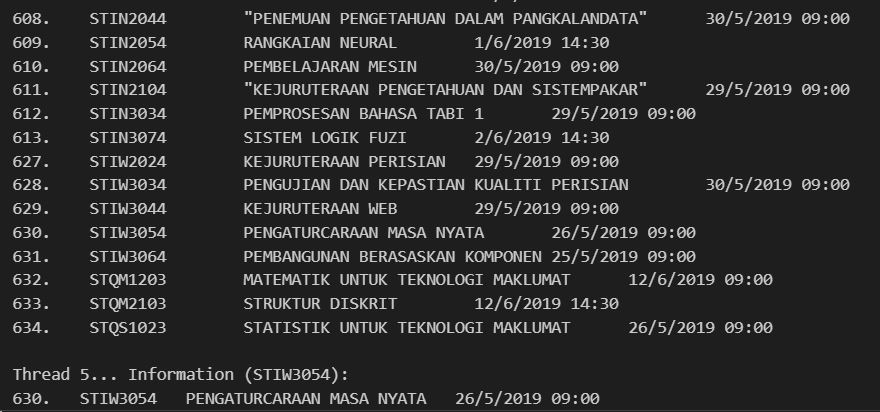 608. STIN2044 "PENEMUAN PENGETAHUAN DALAM PANGKALANDATA" 30/5/2019 09:00
609. STIN2054 RANGKAIAN NEURAL 1/6/2019 14:30
610. STIN2064 PEMBELAJARAN MESIN 30/5/2019 09:00
611. STIN2104 "KEJURUTERAAN PENGETAHUAN DAN SISTEMPAKAR" 29/5/2019 09:00
612. STIN3034 PEMPROSESAN BAHASA TABI 1 29/5/2019 09:00
613. STIN3074 SISTEM LOGIK FUZI 2/6/2019 14:30
627. STIW2024 KEJURUTERAAN PERISIAN 29/5/2019 09:00
628. STIW3034 PENGUJIAN DAN KEPASTIAN KUALITI PERISIAN 30/5/2019 09:00
629. STIW3044 KEJURUTERAAN WEB 29/5/2019 09:00
630. STIW3054 PENGATURCARAAN MASA NYATA 26/5/2019 09:00
631. STIW3064 PEMBANGUNAN BERASASKAN KOMPONEN 25/5/2019 09:00
632. STQM1203 MATEMATIK UNTUK TEKNOLOGI MAKLUMAT 12/6/2019 09:00
633. STQM2103 STRUKTUR DISKRIT 12/6/2019 14:30
634. STQS1023 STATISTIK UNTUK TEKNOLOGI MAKLUMAT 26/5/2019 09:00
Thread 5... Information (STIW3054):
630. STIW3054 PENGATURCARAAN MASA NYATA 26/5/2019 09:00